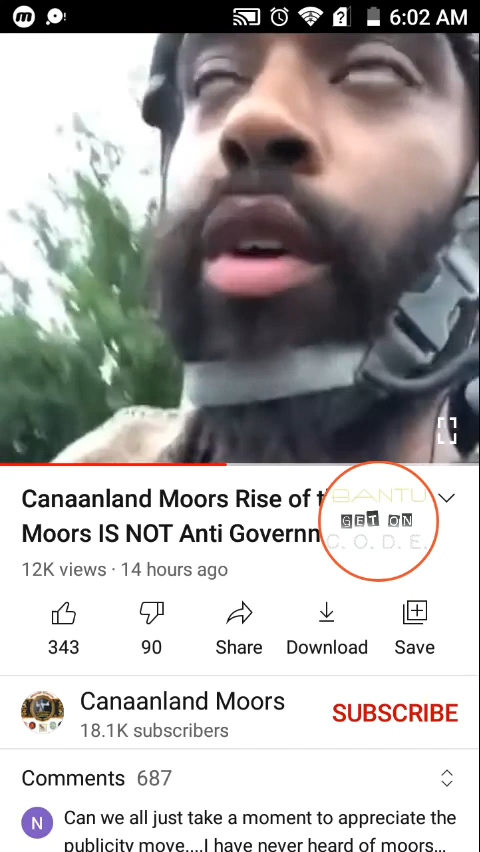 6:02 AM
Canaanland Moors Rise of
Moors IS NOT Anti Governm
BANTU
GET ON
C. O. D. E.
12K views · 14 hours ago
343
90
Share
Download
Save
Canaanland Moors
18.1K subscribers
SUBSCRIBE
Comments 687
N
Can we all just take a moment to appreciate the
publicity move....I have never heard of moors...